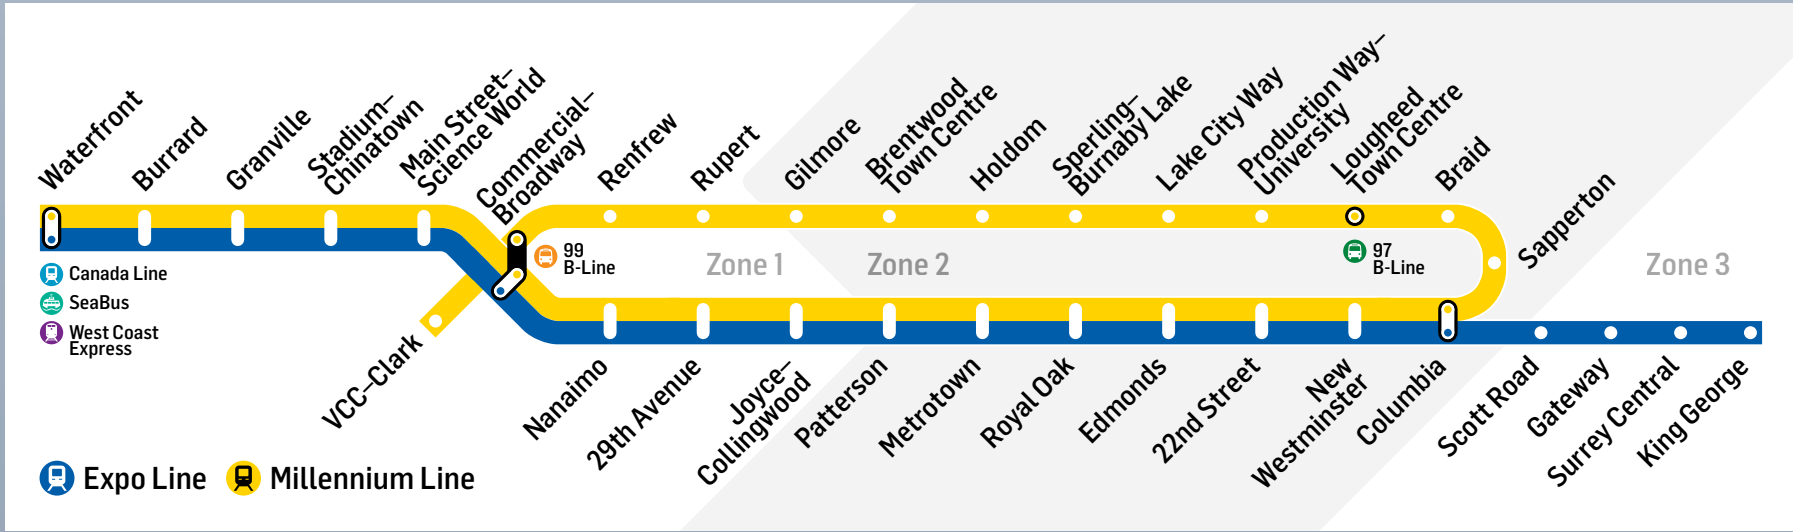 Waterfront
Burrard
Granville
Stadium–
Chinatown
Main Street–
Science World
Commercial–
Broadway
Renfrew
Rupert
Gilmore
Brentwood
Town Centre
Holdom
Sperling–
Burnaby Lake
Lake City Way
Production Way–
University
Lougheed
Town Centre
Braid
Sapperton
99
B-Line
Zone 1
Zone 2
97
B-Line
Zone 3
Canada Line
SeaBus
West Coast
Express
VCC–Clark
Nanaimo
29th Avenue
Joyce–
Collingwood
Patterson
Metrotown
Royal Oak
Edmonds
22nd Street
New
Westminster
Columbia
Scott Road
Gateway
Surrey Central
King George
Expo Line
Millennium Line